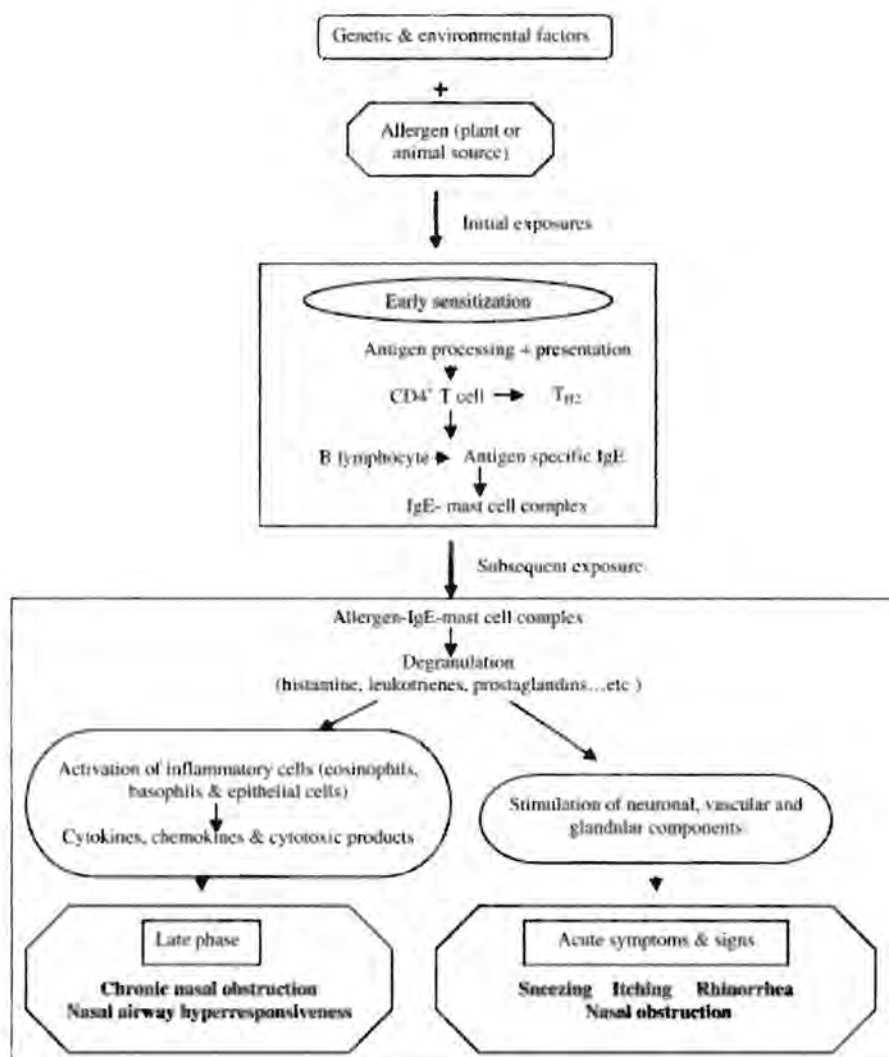 Genetic & environmental factors
+
Allergen (plant or
animal source)
Initial exposures
Early sensitization
Antigen processing + presentation
CD4⁺ T cell → T_H2
B lymphocyte → Antigen specific IgE
IgE- mast cell complex
Subsequent exposure
Allergen-IgE-mast cell complex
Degranulation
(histamine, leukotrienes, prostaglandins...etc )
Activation of inflammatory cells (eosinophils,
basophils & epithelial cells)
Cytokines, chemokines & cytotoxic products
Stimulation of neuronal, vascular and
glandular components
Late phase
Chronic nasal obstruction
Nasal airway hyperresponsiveness
Acute symptoms & signs
Sneezing Itching Rhinorrhea
Nasal obstruction